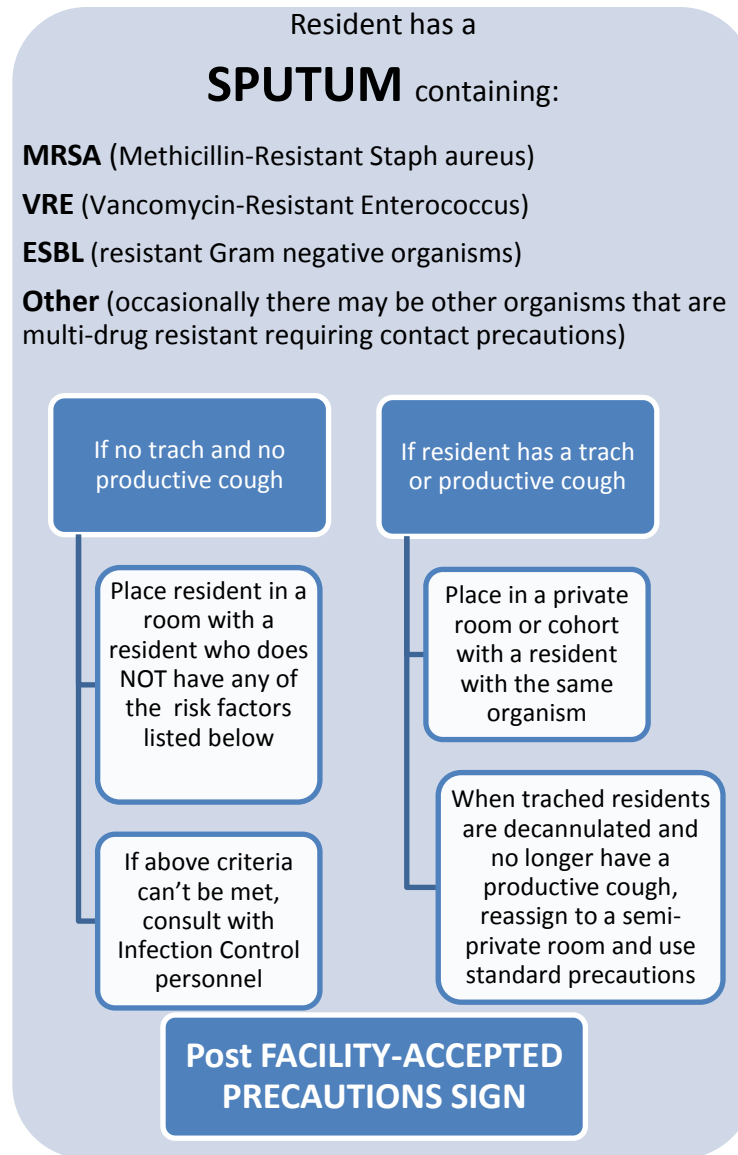 Resident has a
SPUTUM containing:
MRSA (Methicillin-Resistant Staph aureus)
VRE (Vancomycin-Resistant Enterococcus)
ESBL (resistant Gram negative organisms)
Other (occasionally there may be other organisms that are
multi-drug resistant requiring contact precautions)
If no trach and no
productive cough
Place resident in a
room with a
resident who does
NOT have any of
the risk factors
listed below
If above criteria
can’t be met,
consult with
Infection Control
personnel
If resident has a trach
or productive cough
Place in a private
room or cohort
with a resident
with the same
organism
When trached residents
are decannulated and
no longer have a
productive cough,
reassign to a semi-
private room and use
standard precautions
Post FACILITY-ACCEPTED
PRECAUTIONS SIGN